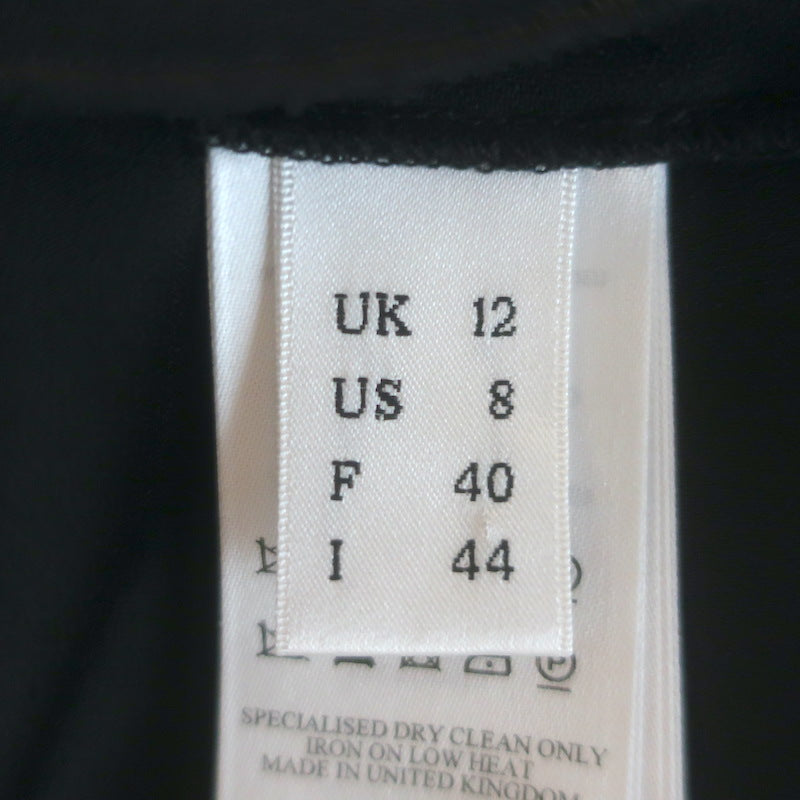 UK 12
US 8
F 40
I 44
SPECIALISED DRY CLEAN ONLY
IRON ON LOW HEAT
MADE IN UNITED KINGDOM